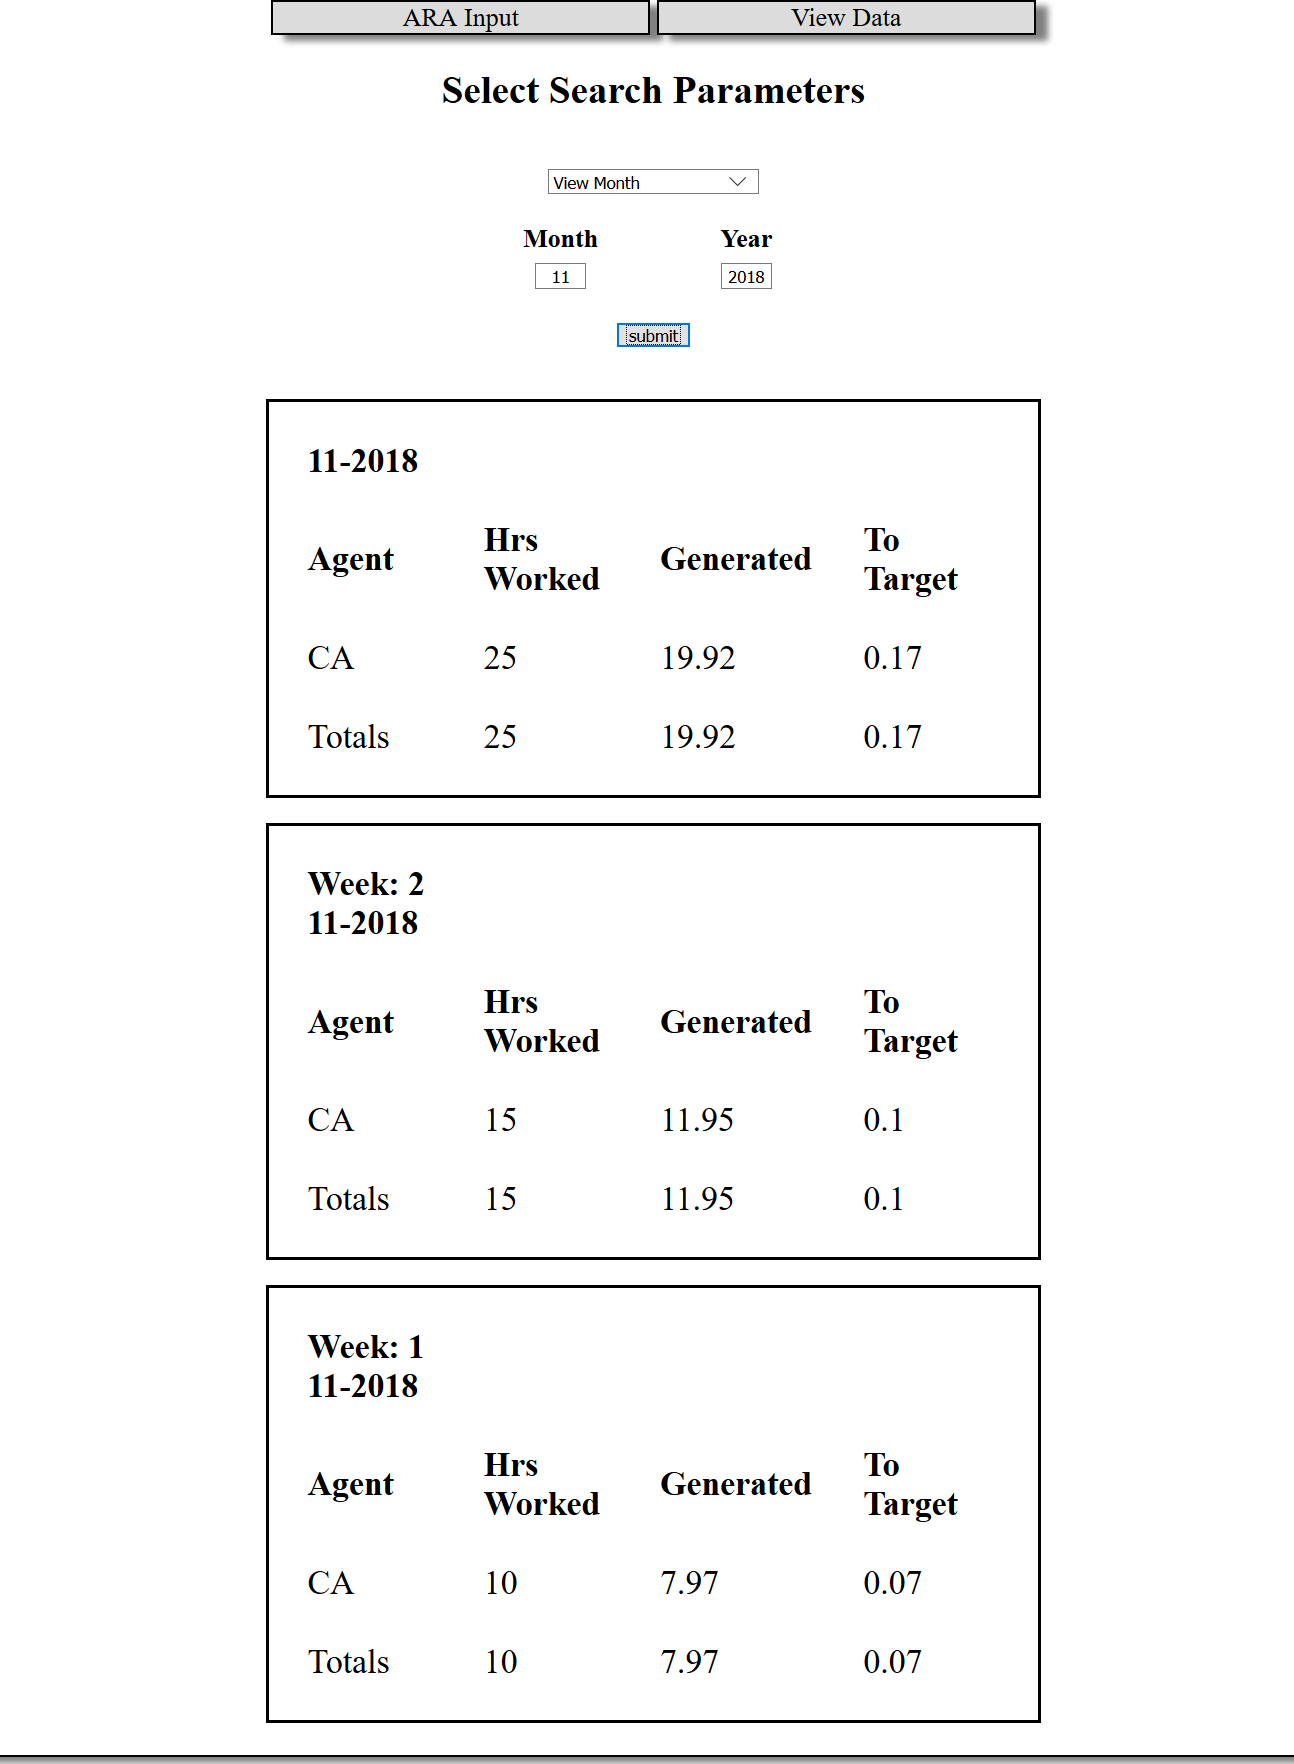 ARA Input View Data
Select Search Parameters
View Month
Month Year
11 2018
submit
11-2018
Agent Hrs Worked Generated To Target
CA 25 19.92 0.17
Totals 25 19.92 0.17
Week: 2
11-2018
Agent Hrs Worked Generated To Target
CA 15 11.95 0.1
Totals 15 11.95 0.1
Week: 1
11-2018
Agent Hrs Worked Generated To Target
CA 10 7.97 0.07
Totals 10 7.97 0.07